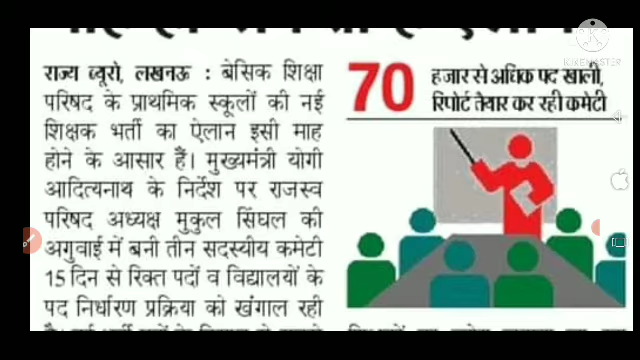 राज्य ब्यूरो, लखनऊ : बेसिक शिक्षा
परिषद के प्राथमिक स्कूलों की नई
शिक्षक भर्ती का ऐलान इसी माह
होने के आसार हैं। मुख्यमंत्री योगी
आदित्यनाथ के निर्देश पर राजस्व
परिषद अध्यक्ष मुकुल सिंघल की
अगुवाई में बनी तीन सदस्यीय कमेटी
15 दिन से रिक्त पदों व विद्यालयों के
पद निर्धारण प्रक्रिया को खंगाल रही
70 हजार से अधिक पद खाली,
रिपोर्ट तैयार कर रही कमेटी
KINEMASTER